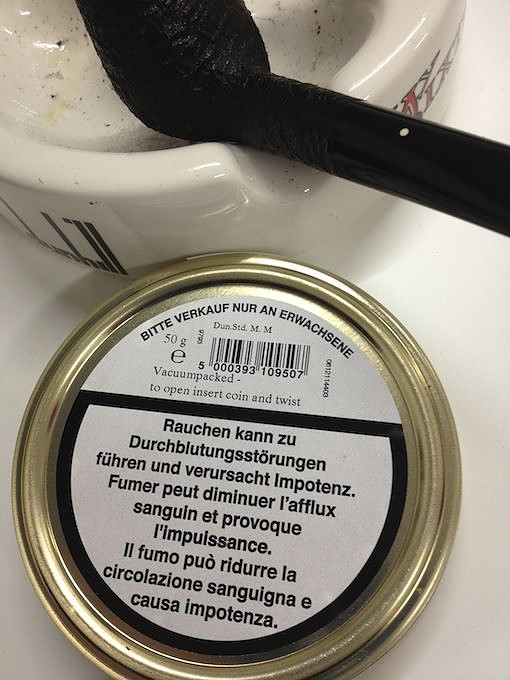 BITTE VERKAUF NUR AN ERWACHSENE
Dun.Std. M. M
50 g
e
5 000393 109507
Vacuumpacked -
to open insert coin and twist
Rauchen kann zu
Durchblutungsstörungen
führen und verursacht Impotenz.
Fumer peut diminuer l'afflux
sanguin et provoque
l'impuissance.
Il fumo può ridurre la
circolazione sanguigna e
causa impotenza.